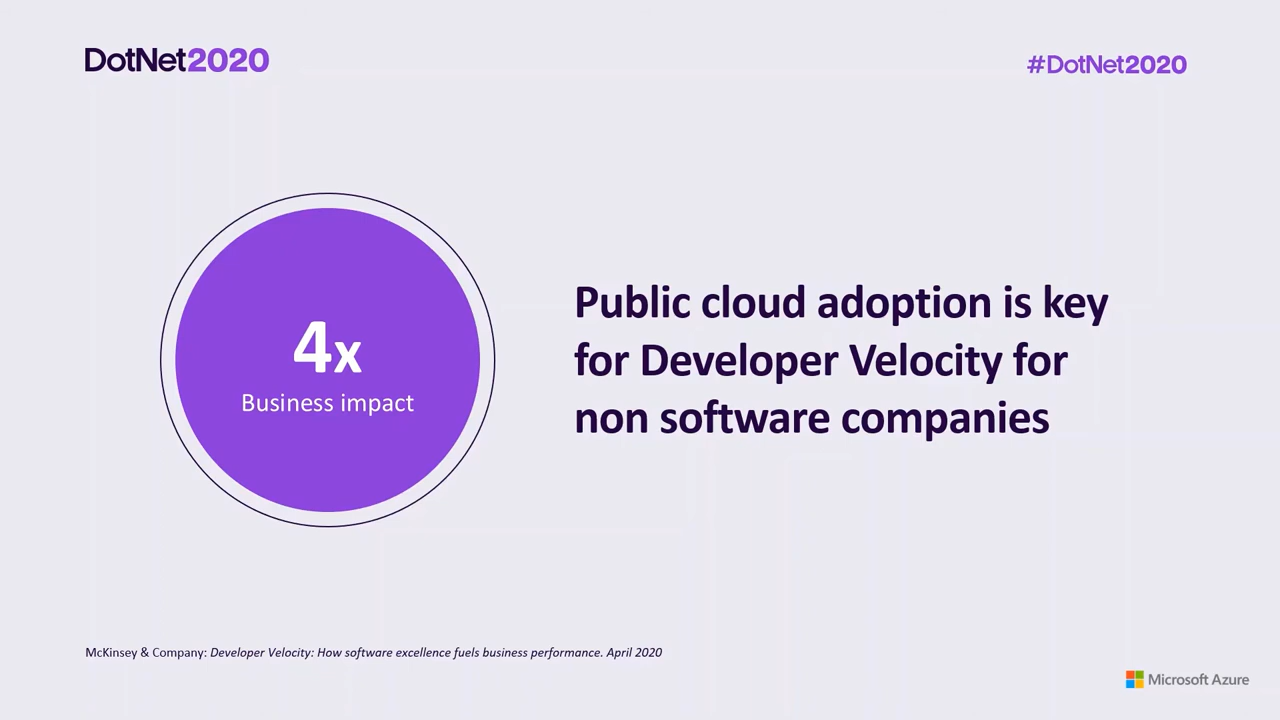 DotNet2020
#DotNet2020
4x
Business impact
Public cloud adoption is key
for Developer Velocity for
non software companies
McKinsey & Company: Developer Velocity: How software excellence fuels business performance. April 2020
Microsoft Azure